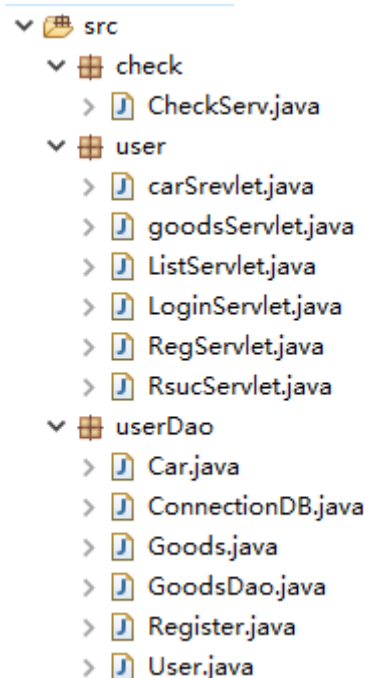 src
check
CheckServ.java
user
carSrevlet.java
goodsServlet.java
ListServlet.java
LoginServlet.java
RegServlet.java
RsucServlet.java
userDao
Car.java
ConnectionDB.java
Goods.java
GoodsDao.java
Register.java
User.java